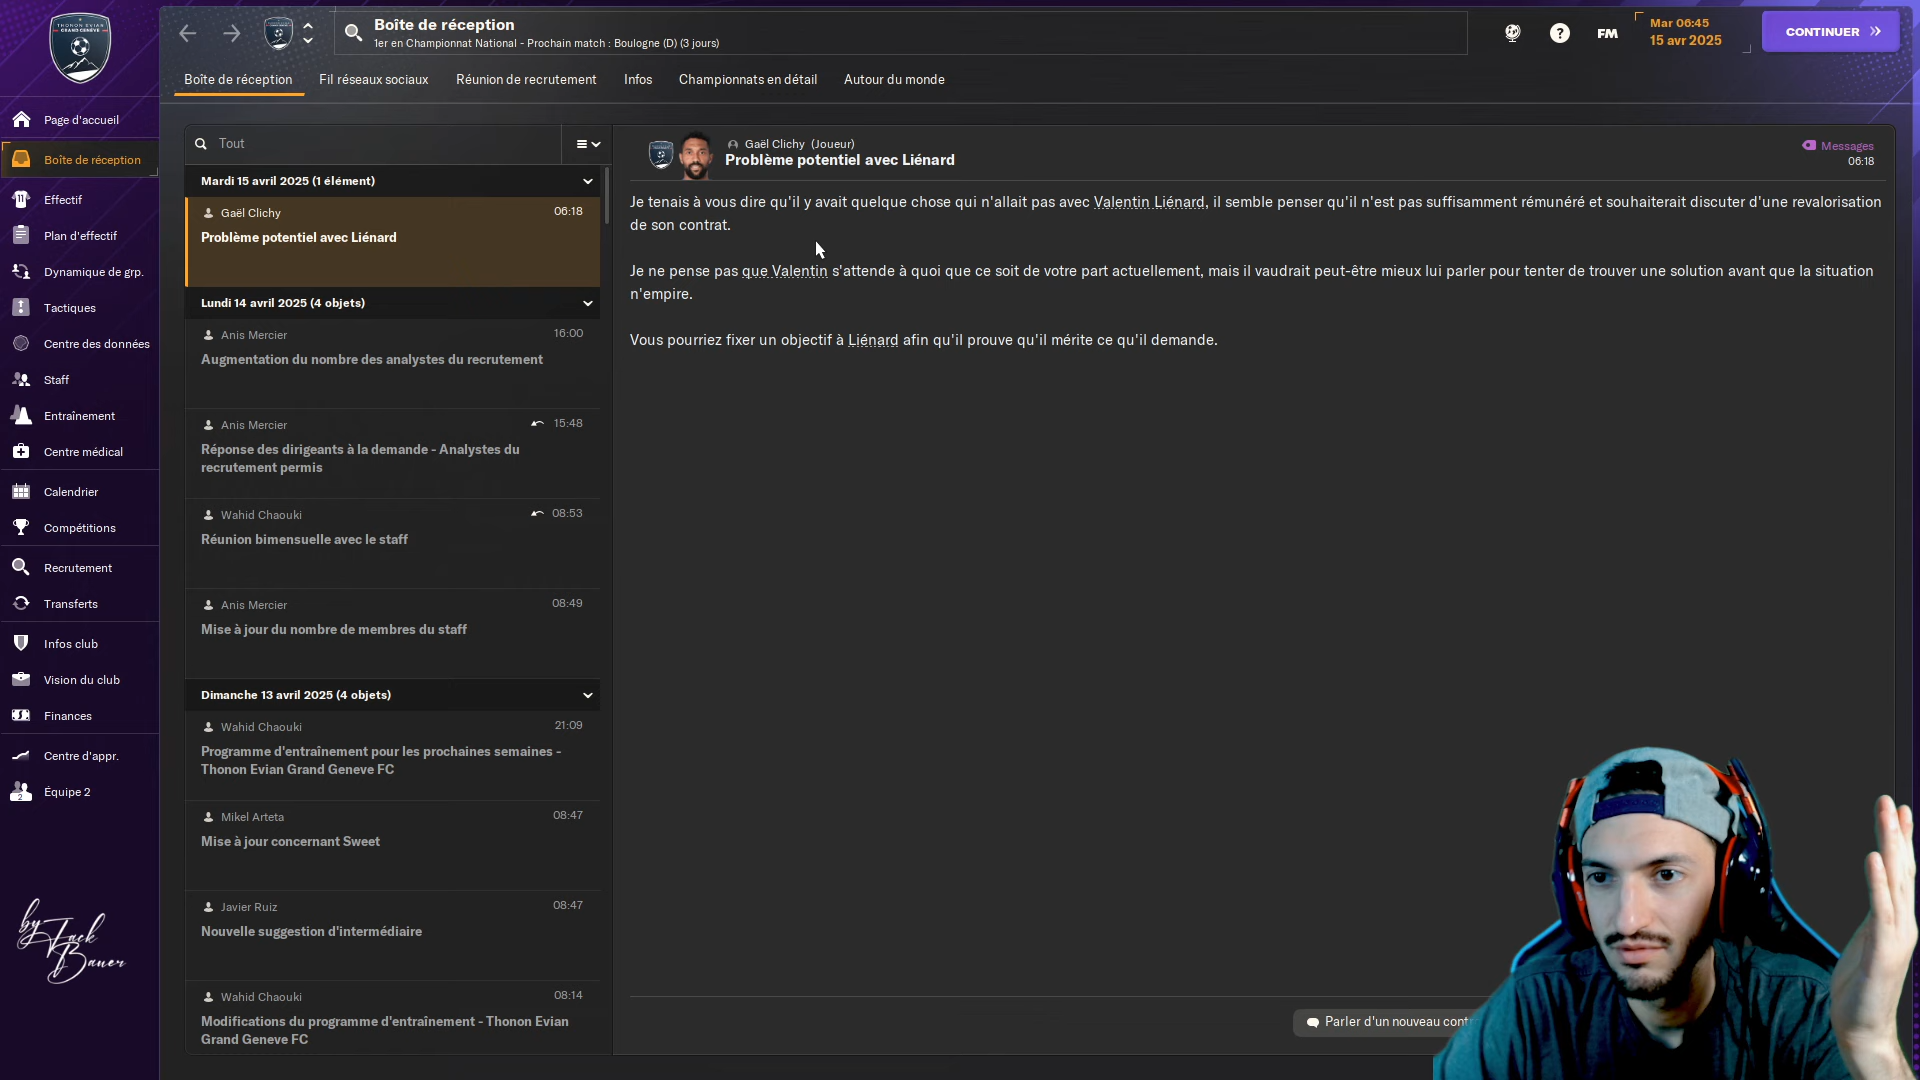 THONON EVIAN
GRAND GENÈVE
Boîte de réception
1er en Championnat National - Prochain match : Boulogne (D) (3 jours)
FM
Mar 06:45
15 avr 2025
CONTINUER
Boîte de réception
Fil réseaux sociaux
Réunion de recrutement
Infos
Championnats en détail
Autour du monde
Page d'accueil
Boîte de réception
Effectif
Plan d'effectif
Dynamique de grp.
Tactiques
Centre des données
Staff
Entraînement
Centre médical
Calendrier
Compétitions
Recrutement
Transferts
Infos club
Vision du club
Finances
Centre d'appr.
Équipe 2
by Jack
Bauer
Tout
Mardi 15 avril 2025 (1 élément)
Gaël Clichy 06:18
Problème potentiel avec Liénard
Lundi 14 avril 2025 (4 objets)
Anis Mercier 16:00
Augmentation du nombre des analystes du recrutement
Anis Mercier 15:48
Réponse des dirigeants à la demande - Analystes du
recrutement permis
Wahid Chaouki 08:53
Réunion bimensuelle avec le staff
Anis Mercier 08:49
Mise à jour du nombre de membres du staff
Dimanche 13 avril 2025 (4 objets)
Wahid Chaouki 21:09
Programme d'entraînement pour les prochaines semaines -
Thonon Evian Grand Geneve FC
Mikel Arteta 08:47
Mise à jour concernant Sweet
Javier Ruiz 08:47
Nouvelle suggestion d'intermédiaire
Wahid Chaouki 08:14
Modifications du programme d'entraînement - Thonon Evian
Grand Geneve FC
Gaël Clichy (Joueur)
Problème potentiel avec Liénard
Messages
06:18
Je tenais à vous dire qu'il y avait quelque chose qui n'allait pas avec Valentin Liénard, il semble penser qu'il n'est pas suffisamment rémunéré et souhaiterait discuter d'une revalorisation
de son contrat.
Je ne pense pas que Valentin s'attende à quoi que ce soit de votre part actuellement, mais il vaudrait peut-être mieux lui parler pour tenter de trouver une solution avant que la situation
n'empire.
Vous pourriez fixer un objectif à Liénard afin qu'il prouve qu'il mérite ce qu'il demande.
Parler d'un nouveau cont